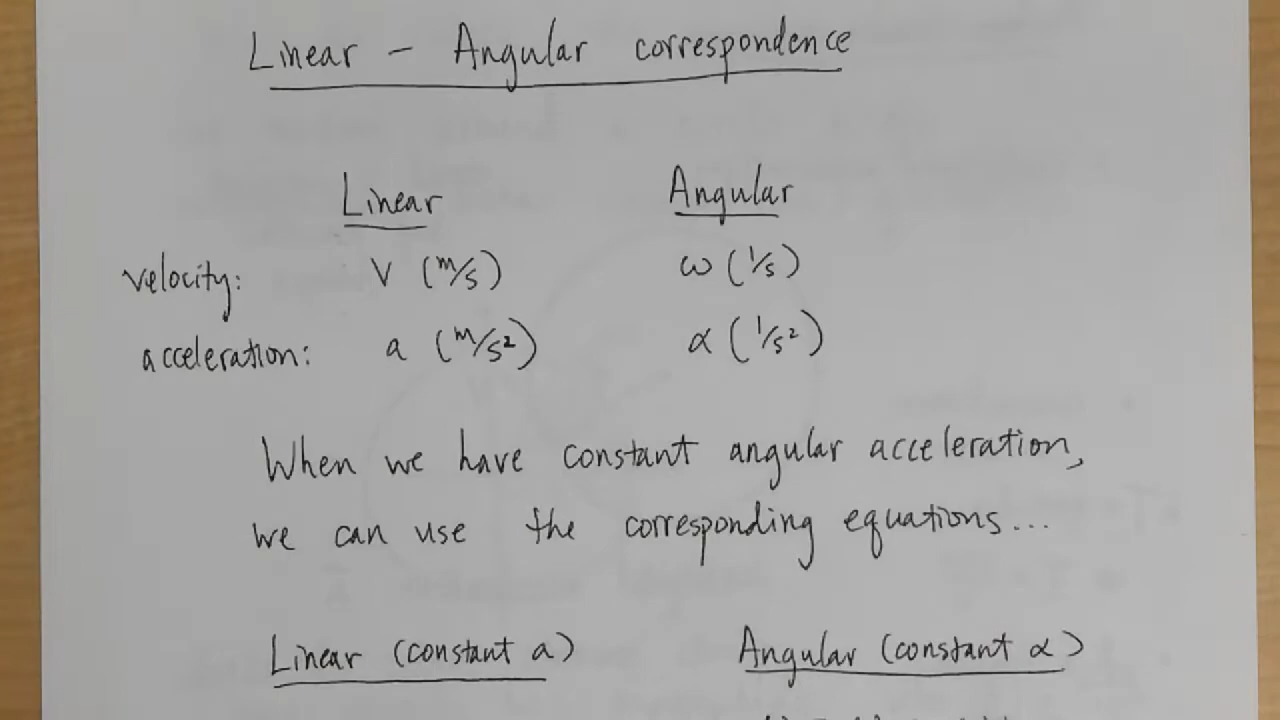 Linear – Angular correspondence
Linear Angular
velocity: v (m/s) ω (1/s)
acceleration: a (m/s²) α (1/s²)
When we have constant angular acceleration,
we can use the corresponding equations...
Linear (constant a) Angular (constant α)